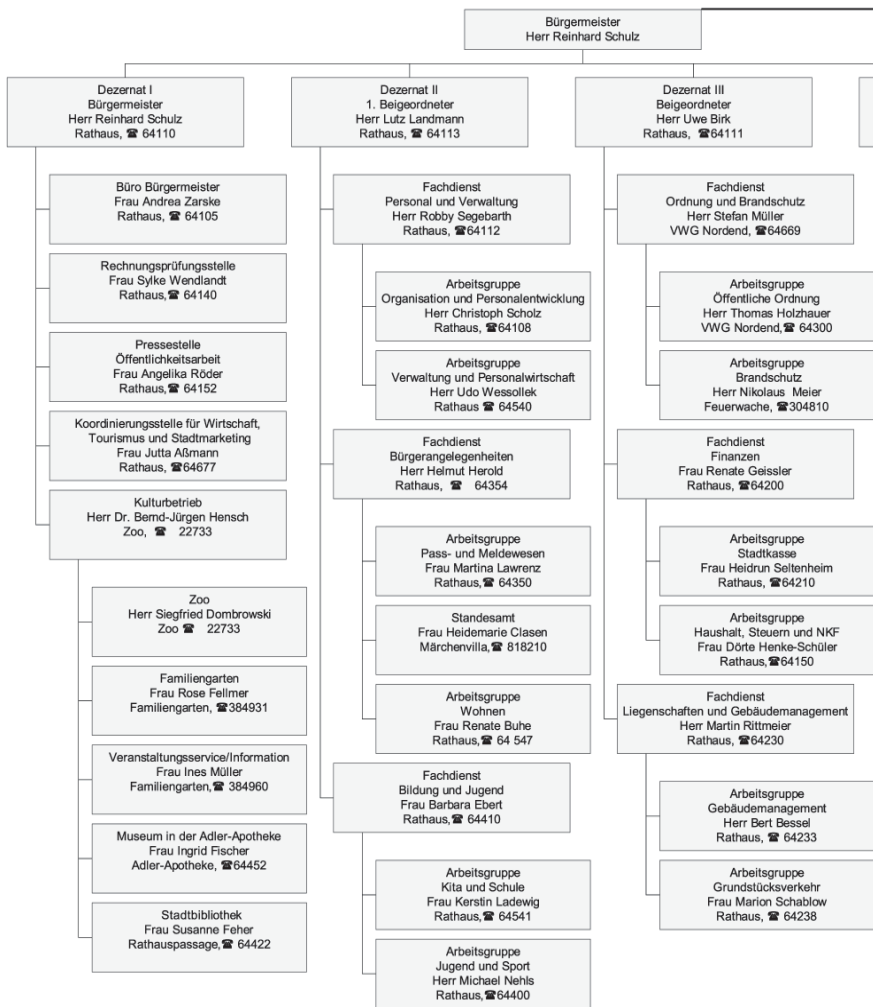 Bürgermeister
Herr Reinhard Schulz
Dezernat I
Bürgermeister
Herr Reinhard Schulz
Rathaus, ☎ 64110
Büro Bürgermeister
Frau Andrea Zarske
Rathaus, ☎ 64105
Rechnungsprüfungsstelle
Frau Sylke Wendlandt
Rathaus,☎ 64140
Pressestelle
Öffentlichkeitsarbeit
Frau Angelika Röder
Rathaus,☎ 64152
Koordinierungsstelle für Wirtschaft,
Tourismus und Stadtmarketing
Frau Jutta Aßmann
Rathaus, ☎64677
Kulturbetrieb
Herr Dr. Bernd-Jürgen Hensch
Zoo, ☎ 22733
Zoo
Herr Siegfried Dombrowski
Zoo ☎ 22733
Familiengarten
Frau Rose Fellmer
Familiengarten, ☎384931
Veranstaltungsservice/Information
Frau Ines Müller
Familiengarten,☎ 384960
Museum in der Adler-Apotheke
Frau Ingrid Fischer
Adler-Apotheke, ☎64452
Stadtbibliothek
Frau Susanne Feher
Rathauspassage,☎ 64422
Dezernat II
1. Beigeordneter
Herr Lutz Landmann
Rathaus, ☎ 64113
Fachdienst
Personal und Verwaltung
Herr Robby Segebarth
Rathaus, ☎64112
Arbeitsgruppe
Organisation und Personalentwicklung
Herr Christoph Scholz
Rathaus, ☎64108
Arbeitsgruppe
Verwaltung und Personalwirtschaft
Herr Udo Wessollek
Rathaus ☎ 64540
Fachdienst
Bürgerangelegenheiten
Herr Helmut Herold
Rathaus, ☎ 64354
Arbeitsgruppe
Pass- und Meldewesen
Frau Martina Lawrenz
Rathaus,☎ 64350
Standesamt
Frau Heidemarie Clasen
Märchenvilla,☎ 818210
Arbeitsgruppe
Wohnen
Frau Renate Buhe
Rathaus,☎ 64 547
Fachdienst
Bildung und Jugend
Frau Barbara Ebert
Rathaus,☎ 64410
Arbeitsgruppe
Kita und Schule
Frau Kerstin Ladewig
Rathaus,☎ 64541
Arbeitsgruppe
Jugend und Sport
Herr Michael Nehls
Rathaus,☎64400
Dezernat III
Beigeordneter
Herr Uwe Birk
Rathaus, ☎64111
Fachdienst
Ordnung und Brandschutz
Herr Stefan Müller
VWG Nordend, ☎64669
Arbeitsgruppe
Öffentliche Ordnung
Herr Thomas Holzhauer
VWG Nordend,☎ 64300
Arbeitsgruppe
Brandschutz
Herr Nikolaus Meier
Feuerwache, ☎304810
Fachdienst
Finanzen
Frau Renate Geissler
Rathaus, ☎64200
Arbeitsgruppe
Stadtkasse
Frau Heidrun Seltenheim
Rathaus, ☎64210
Arbeitsgruppe
Haushalt, Steuern und NKF
Frau Dörte Henke-Schüler
Rathaus,☎64150
Fachdienst
Liegenschaften und Gebäudemanagement
Herr Martin Rittmeier
Rathaus, ☎64230
Arbeitsgruppe
Gebäudemanagement
Herr Bert Bessel
Rathaus, ☎ 64233
Arbeitsgruppe
Grundstücksverkehr
Frau Marion Schablow
Rathaus, ☎ 64238